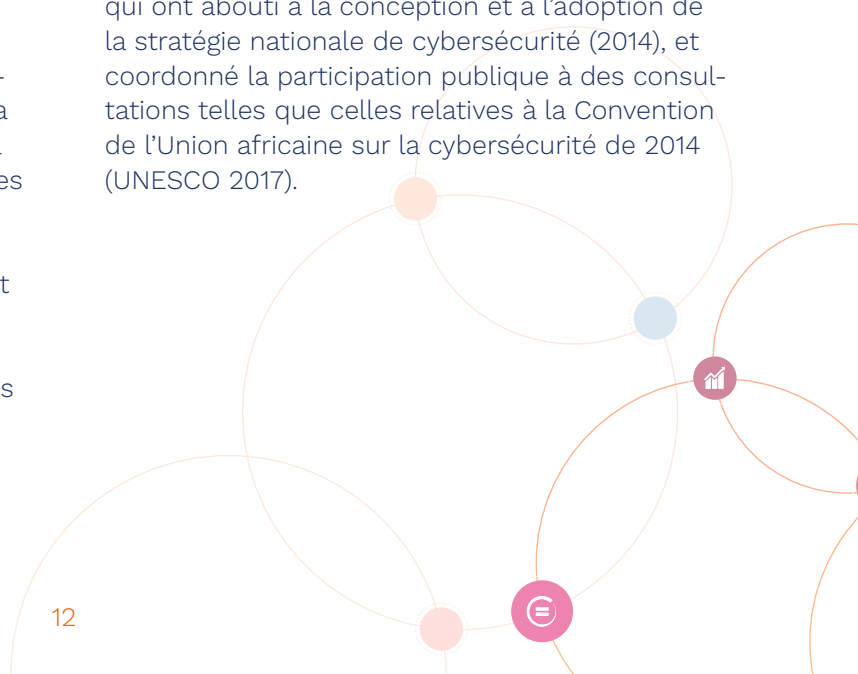 qui ont abouti à la conception et à l'adoption de
la stratégie nationale de cybersécurité (2014), et
coordonné la participation publique à des consul-
tations telles que celles relatives à la Convention
de l'Union africaine sur la cybersécurité de 2014
(UNESCO 2017).
12